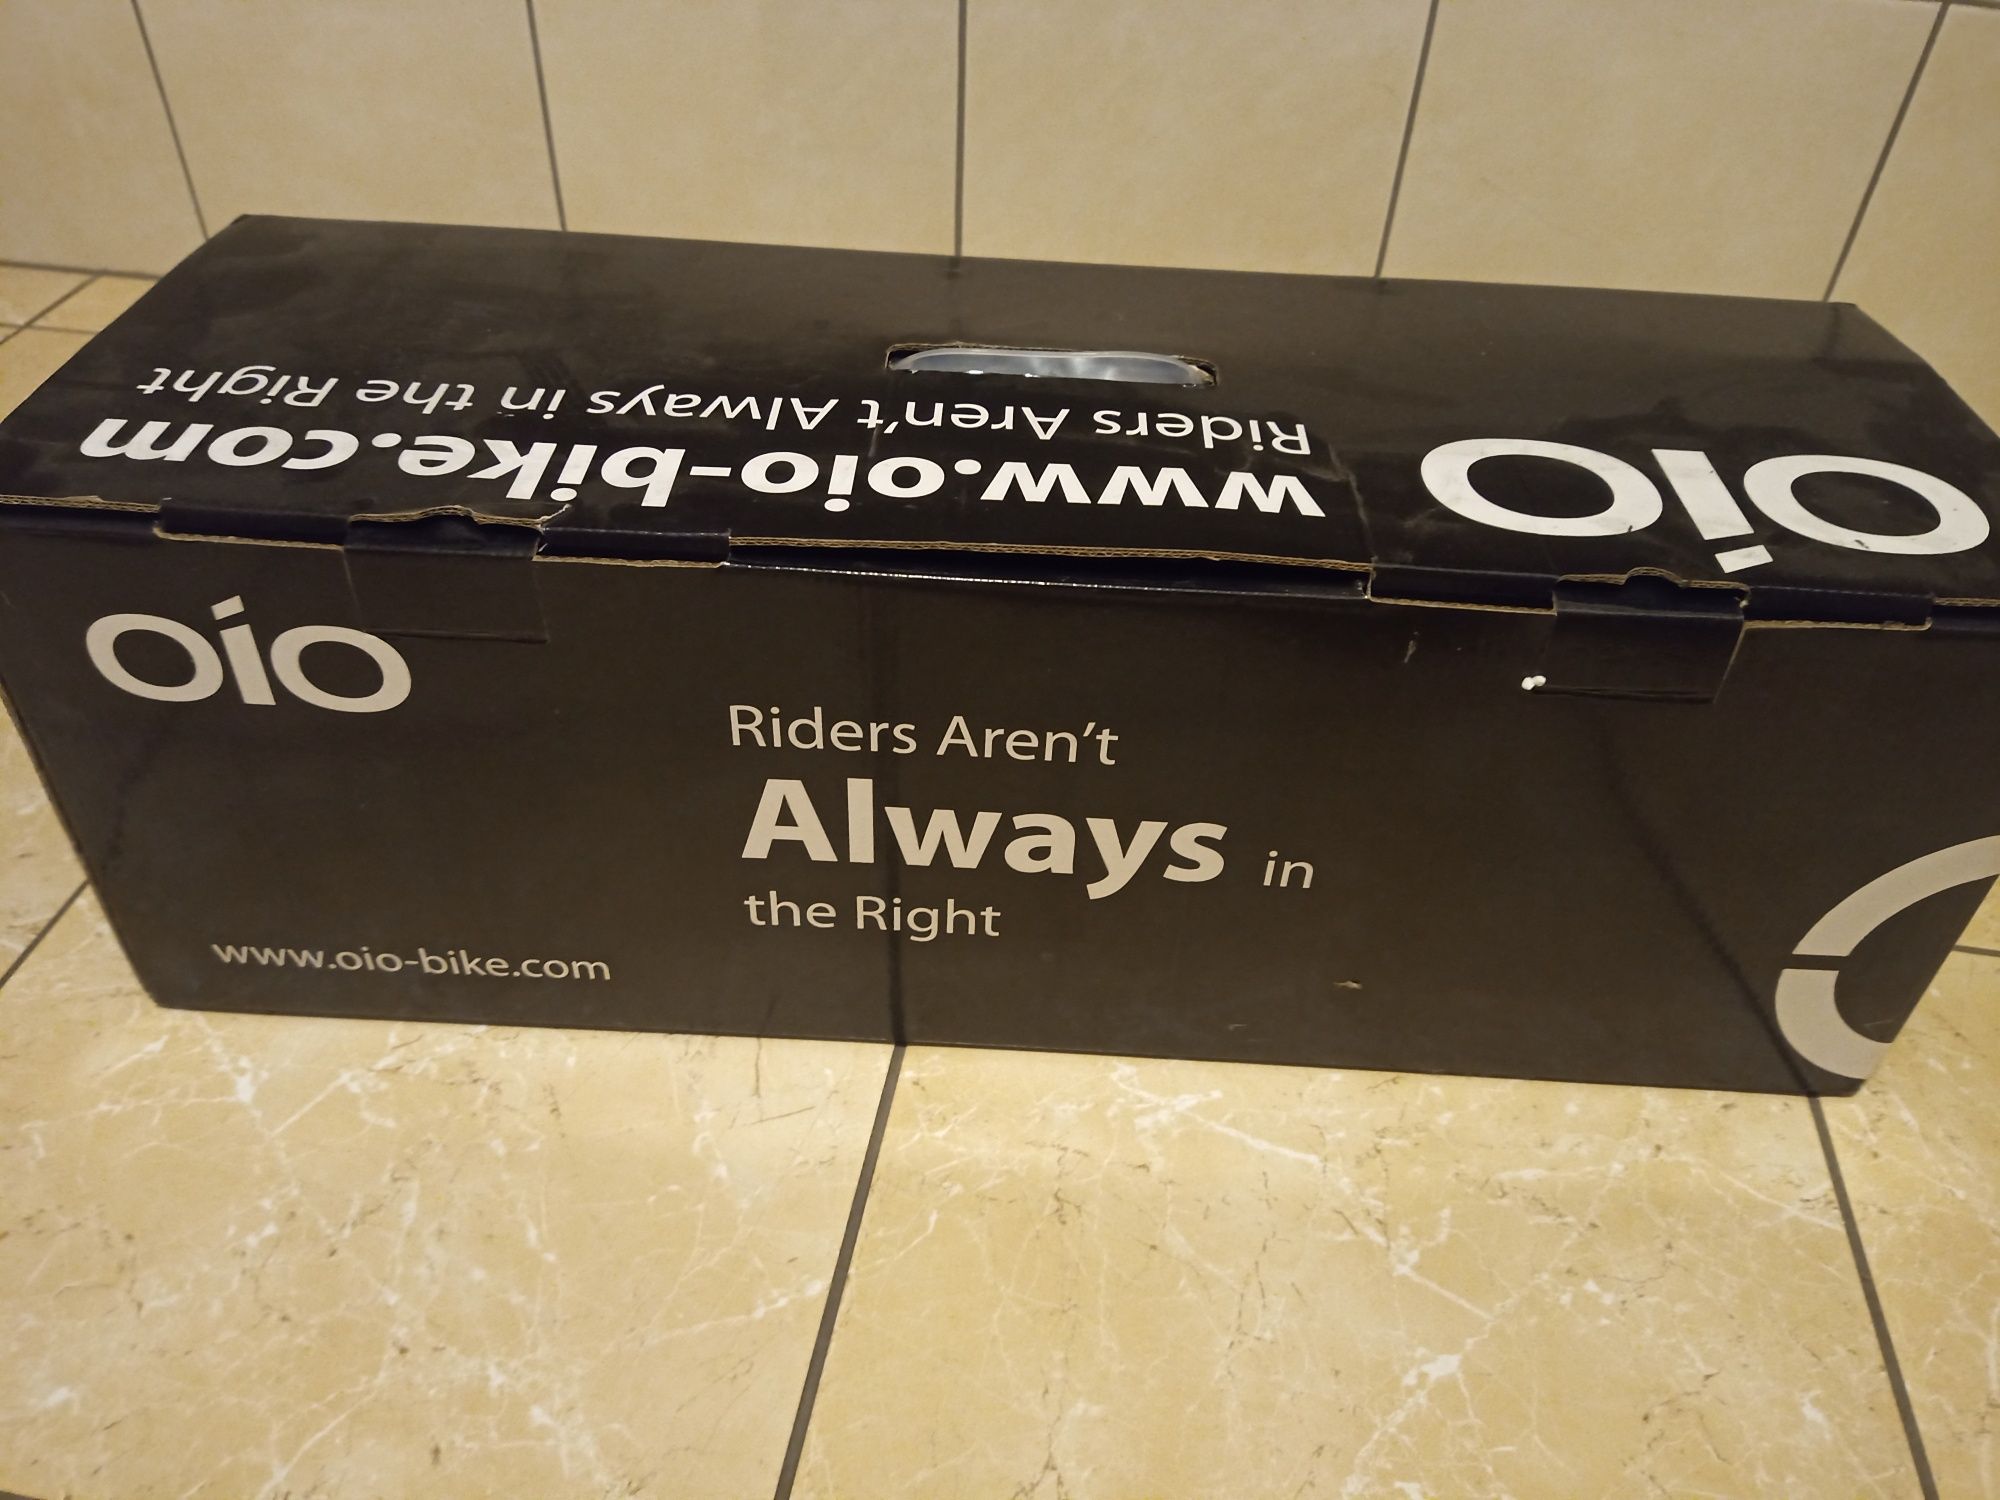 Riders Aren't Always in the Right
www.oio-bike.com
oio
oio
Riders Aren't
Always in
the Right
www.oio-bike.com